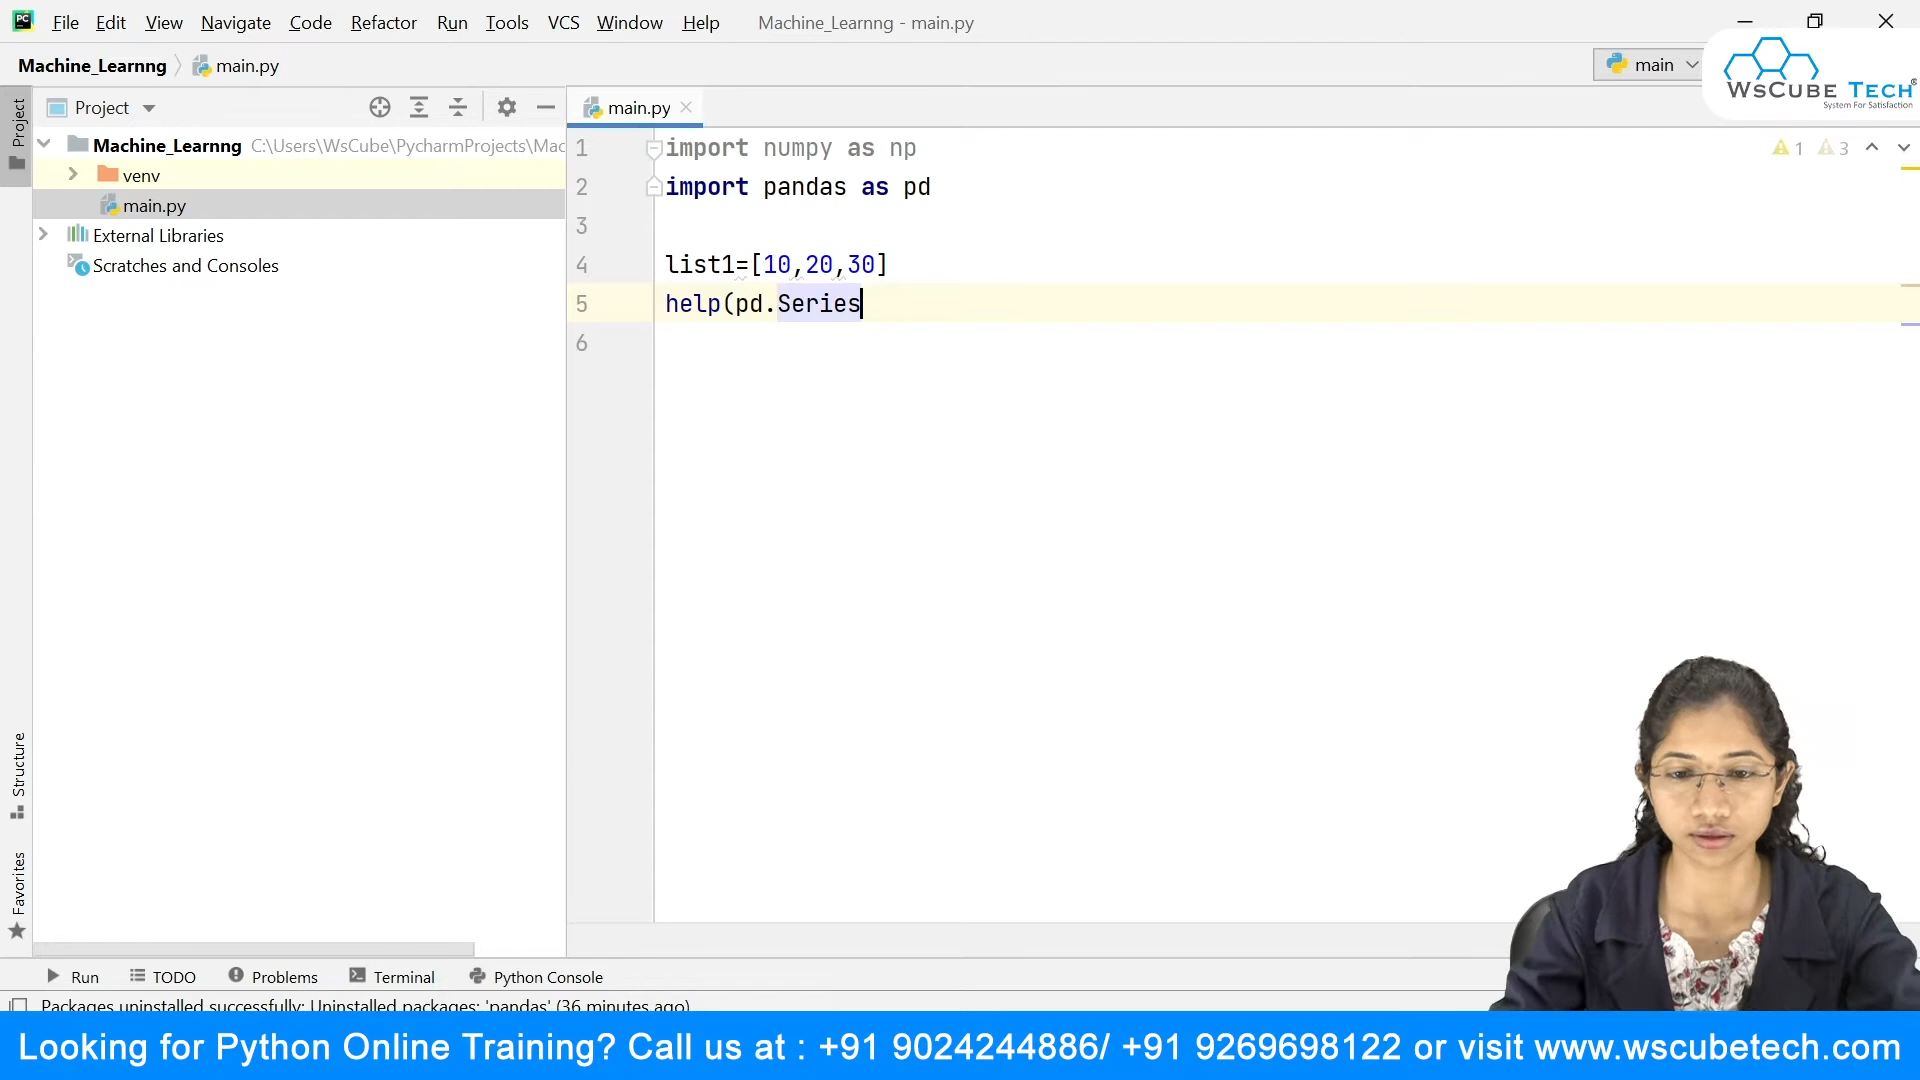 File Edit View Navigate Code Refactor Run Tools VCS Window Help Machine_Learnng - main.py
Machine_Learnng main.py main
WsCube Tech®
System For Satisfaction
Project
Project main.py
Machine_Learnng C:\Users\WsCube\PycharmProjects\Mac
venv
main.py
External Libraries
Scratches and Consoles
1 import numpy as np 1 3
2 import pandas as pd
3
4 list1=[10,20,30]
5 help(pd.Series
6
Structure
Favorites
Run TODO Problems Terminal Python Console
Packages uninstalled successfully: Uninstalled packages: 'pandas' (36 minutes ago)
Looking for Python Online Training? Call us at : +91 9024244886/ +91 9269698122 or visit www.wscubetech.com